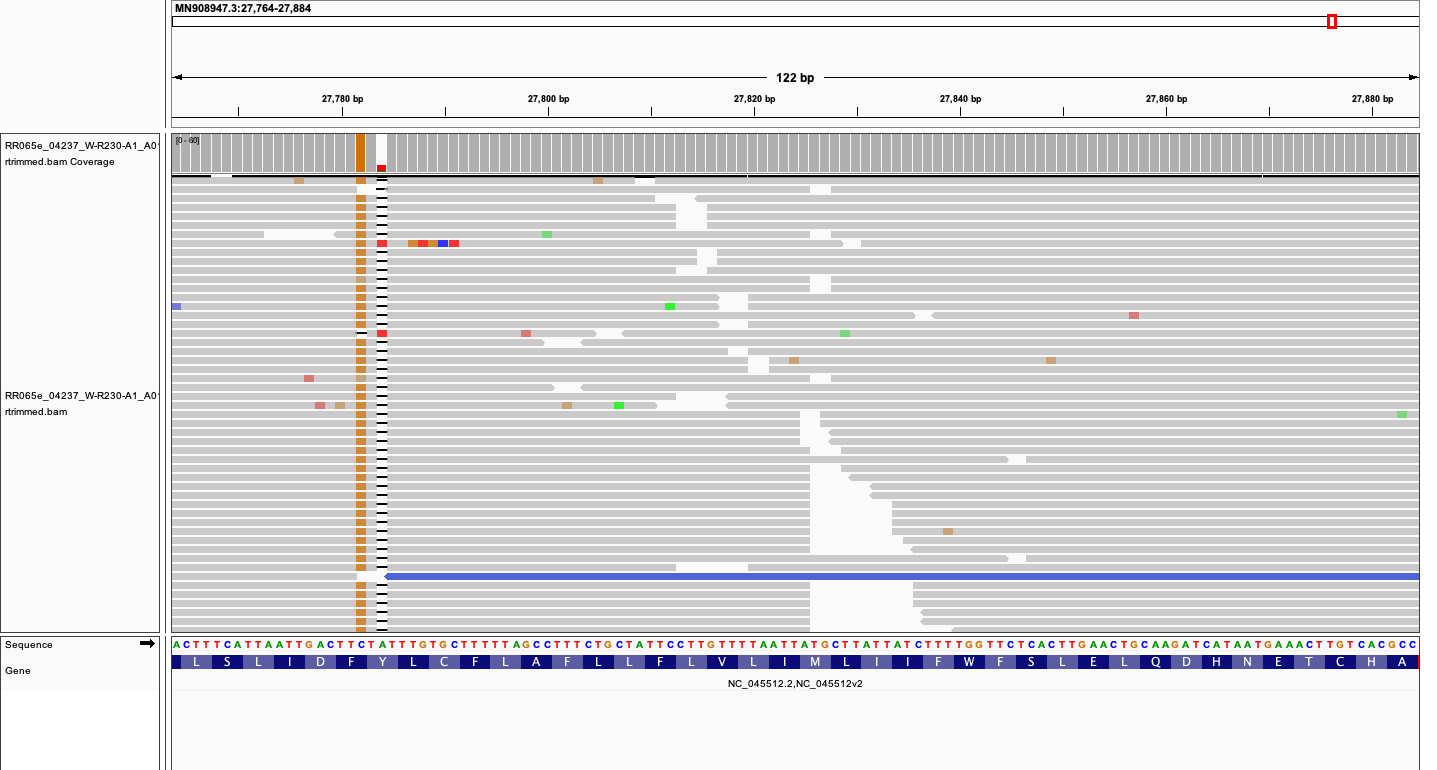 MN908947.3:27,764-27,884
122 bp
27,780 bp 27,800 bp 27,820 bp 27,840 bp 27,860 bp 27,880 bp
[0 - 60]
RR065e_04237_W-R230-A1_A0
rtrimmed.bam Coverage
RR065e_04237_W-R230-A1_A0
rtrimmed.bam
Sequence
A C T T T C A T T A A T T G A C T T C T A T T T G T G C T T T T T A G C C T T T C T G C T A T T C C T T G T T T T A A T T A T G C T T A T T A T C T T T T G G T T C T C A C T T G A A C T G C A A G A T C A T A A T G A A A C T T G T C A C G C C
Gene
L S L I D F Y L C F L A F L L F L V L I M L I I F W F S L E L Q D H N E T C H A
NC_045512.2,NC_045512v2